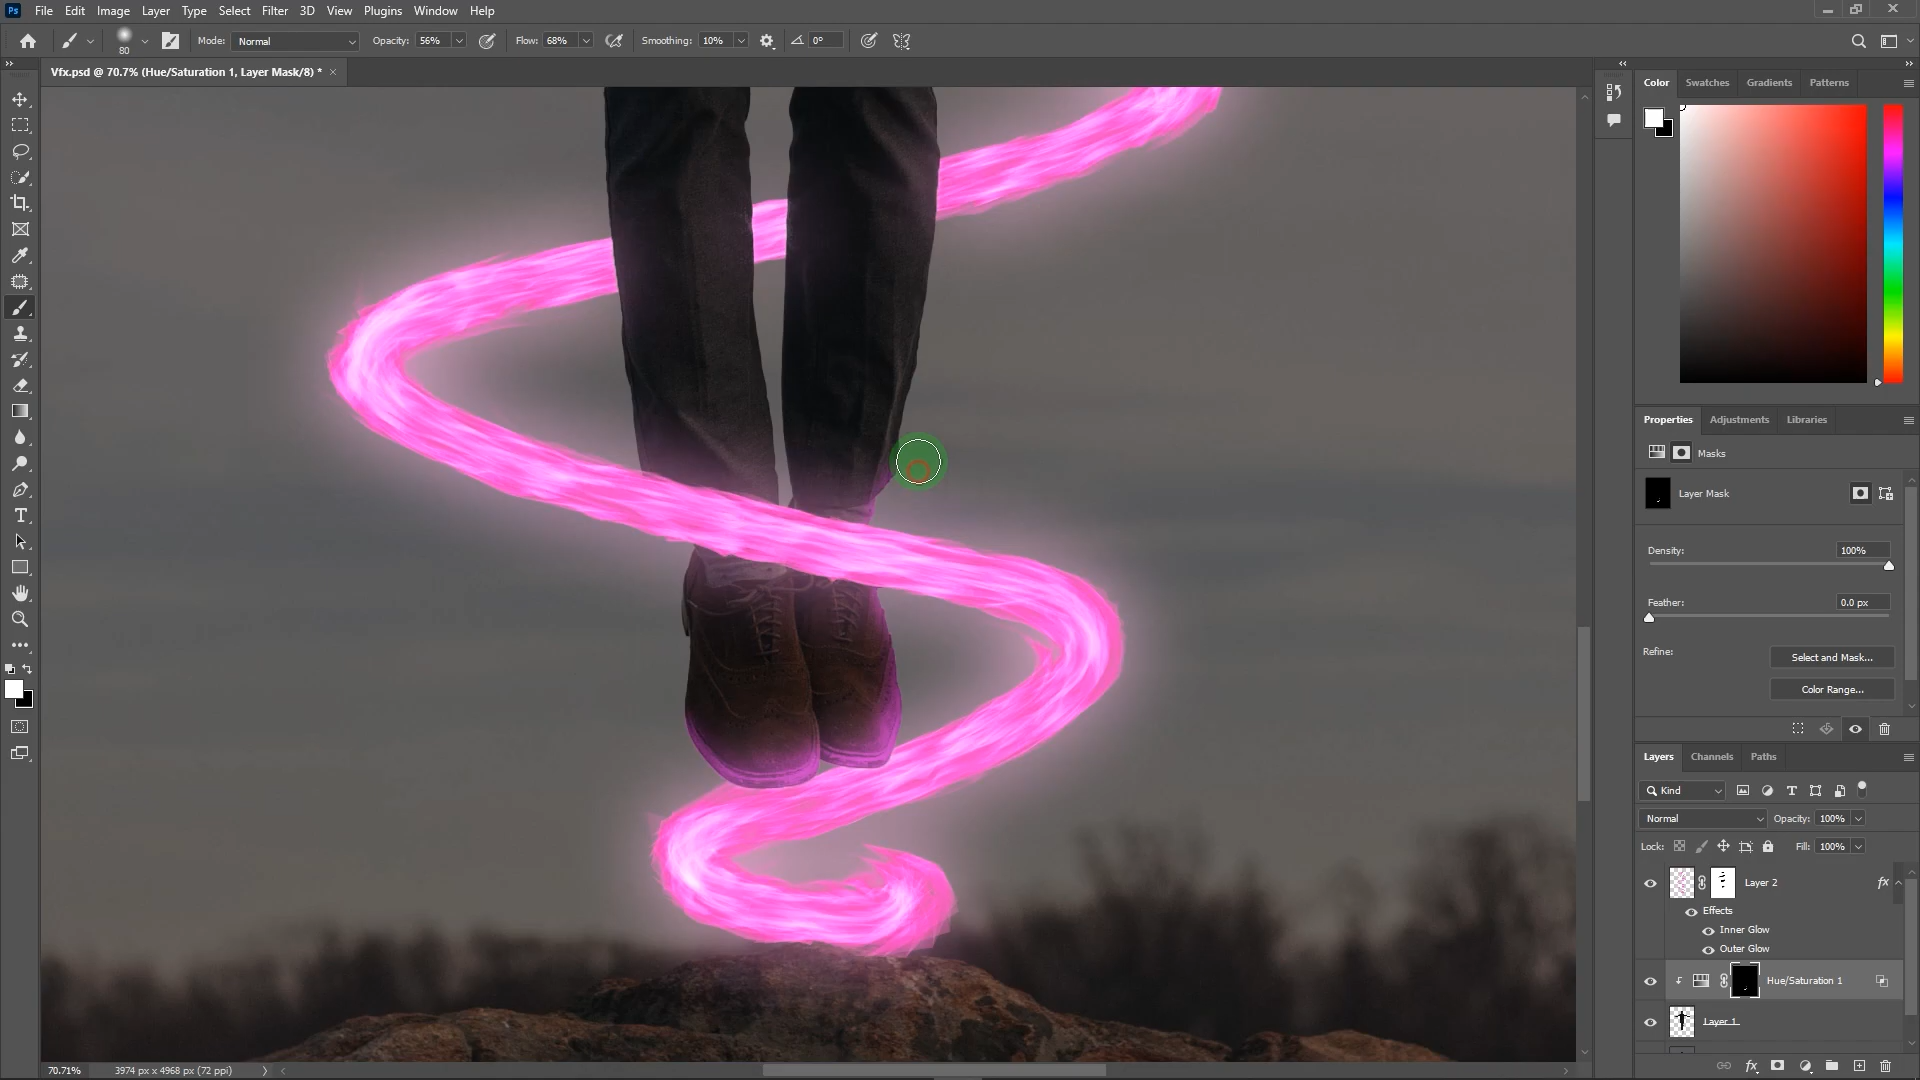 Ps File Edit Image Layer Type Select Filter 3D View Plugins Window Help
80 Mode: Normal Opacity: 56% Flow: 68% Smoothing: 10% 0°
Vfx.psd @ 70.7% (Hue/Saturation 1, Layer Mask/8) *
Color Swatches Gradients Patterns
Properties Adjustments Libraries
Masks
Layer Mask
Density: 100%
Feather: 0.0 px
Refine: Select and Mask...
Color Range...
Layers Channels Paths
Kind
Normal Opacity: 100%
Lock: Fill: 100%
Layer 2 fx
Effects
Inner Glow
Outer Glow
Hue/Saturation 1
Layer 1
fx
70.71% 3974 px x 4968 px (72 ppi)